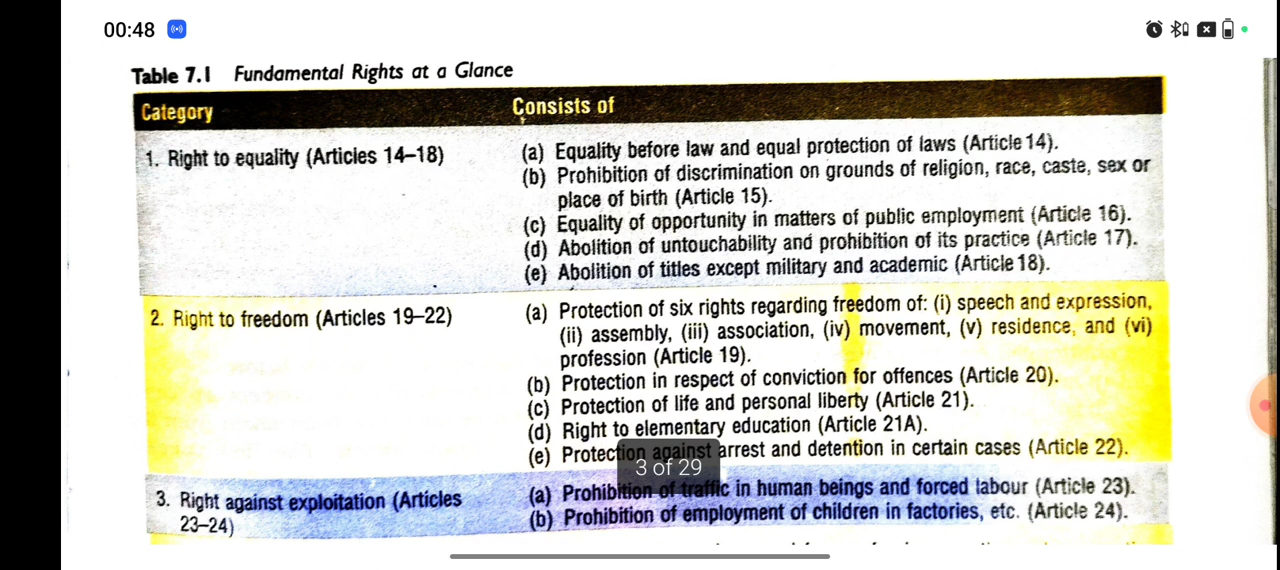 00:48
Table 7.1 Fundamental Rights at a Glance
Category Consists of
1. Right to equality (Articles 14–18)
(a) Equality before law and equal protection of laws (Article 14).
(b) Prohibition of discrimination on grounds of religion, race, caste, sex or
place of birth (Article 15).
(c) Equality of opportunity in matters of public employment (Article 16).
(d) Abolition of untouchability and prohibition of its practice (Article 17).
(e) Abolition of titles except military and academic (Article 18).
2. Right to freedom (Articles 19–22)
(a) Protection of six rights regarding freedom of: (i) speech and expression,
(ii) assembly, (iii) association, (iv) movement, (v) residence, and (vi)
profession (Article 19).
(b) Protection in respect of conviction for offences (Article 20).
(c) Protection of life and personal liberty (Article 21).
(d) Right to elementary education (Article 21A).
(e) Protection against arrest and detention in certain cases (Article 22).
3 of 29
3. Right against exploitation (Articles
23–24)
(a) Prohibition of traffic in human beings and forced labour (Article 23).
(b) Prohibition of employment of children in factories, etc. (Article 24).